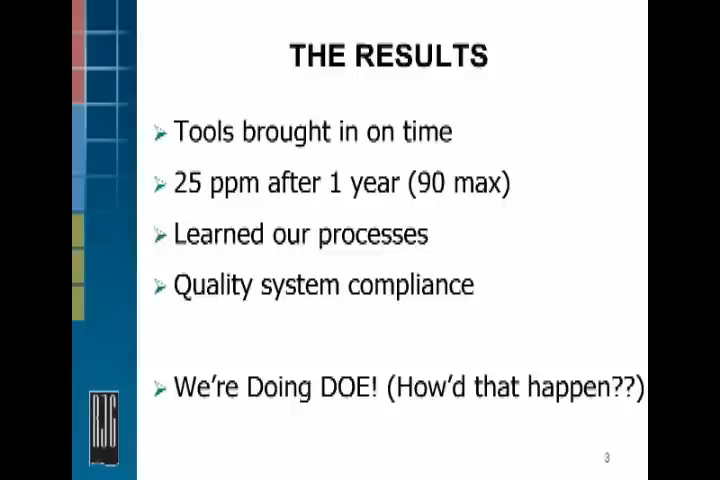 THE RESULTS
Tools brought in on time
25 ppm after 1 year (90 max)
Learned our processes
Quality system compliance
We're Doing DOE! (How'd that happen??)
RJG
3